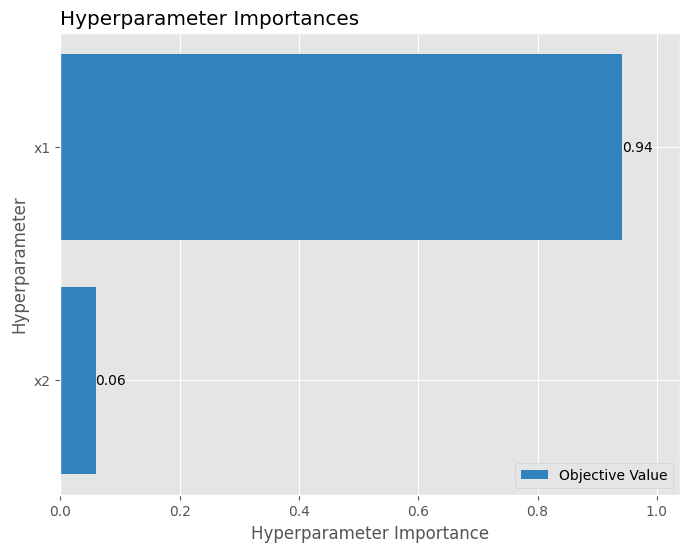 Hyperparameter Importances
Hyperparameter
x1
0.94
x2
0.06
Objective Value
0.0 0.2 0.4 0.6 0.8 1.0
Hyperparameter Importance